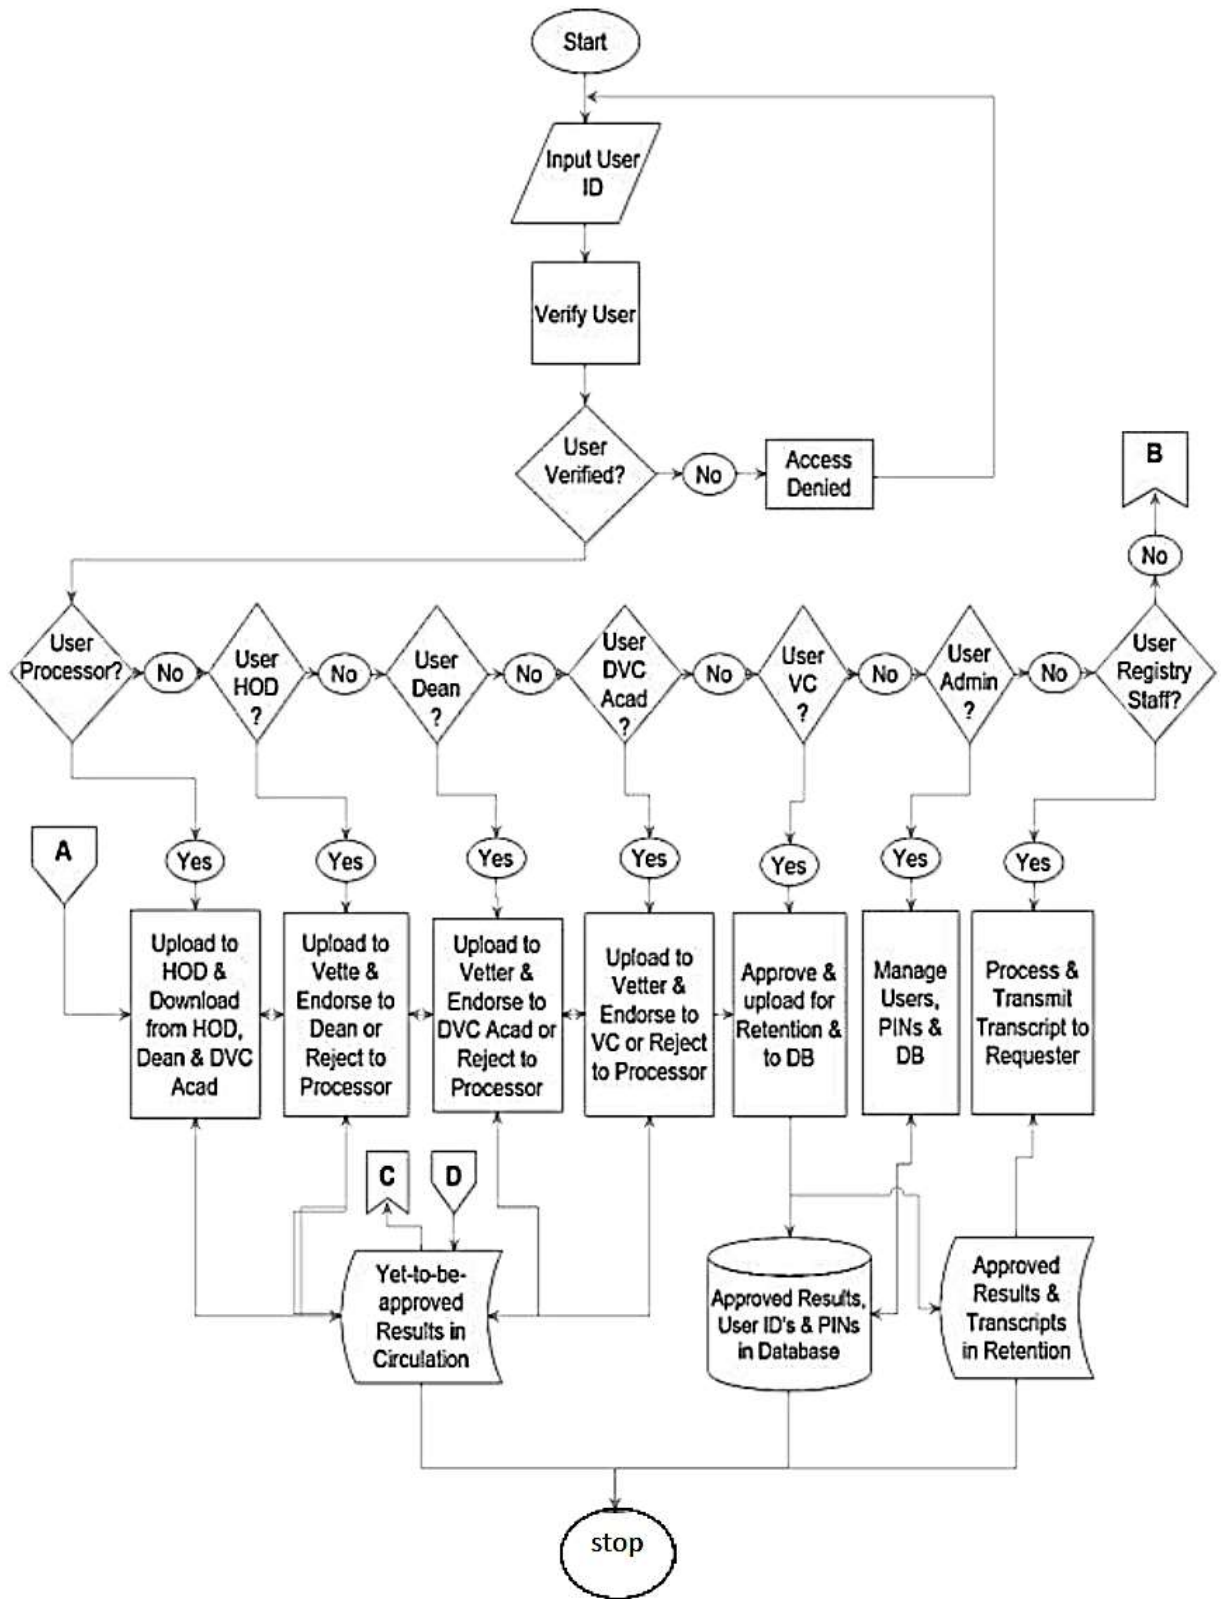 Start
Input User
ID
Verify User
User
Verified?
No
Access
Denied
B
No
User
Processor?
No
User
HOD
?
No
User
Dean
?
No
User
DVC
Acad
?
No
User
VC
?
No
User
Admin
?
No
User
Registry
Staff?
A
Yes
Yes
Yes
Yes
Yes
Yes
Yes
Upload to
HOD &
Download
from HOD,
Dean & DVC
Acad
Upload to
Vette &
Endorse to
Dean or
Reject to
Processor
Upload to
Vetter &
Endorse to
DVC Acad or
Reject to
Processor
Upload to
Vetter &
Endorse to
VC or Reject
to Processor
Approve &
upload for
Retention &
to DB
Manage
Users,
PINs &
DB
Process &
Transmit
Transcript to
Requester
C
D
Yet-to-be-
approved
Results in
Circulation
Approved Results,
User ID's & PINs
in Database
Approved
Results &
Transcripts
in Retention
stop